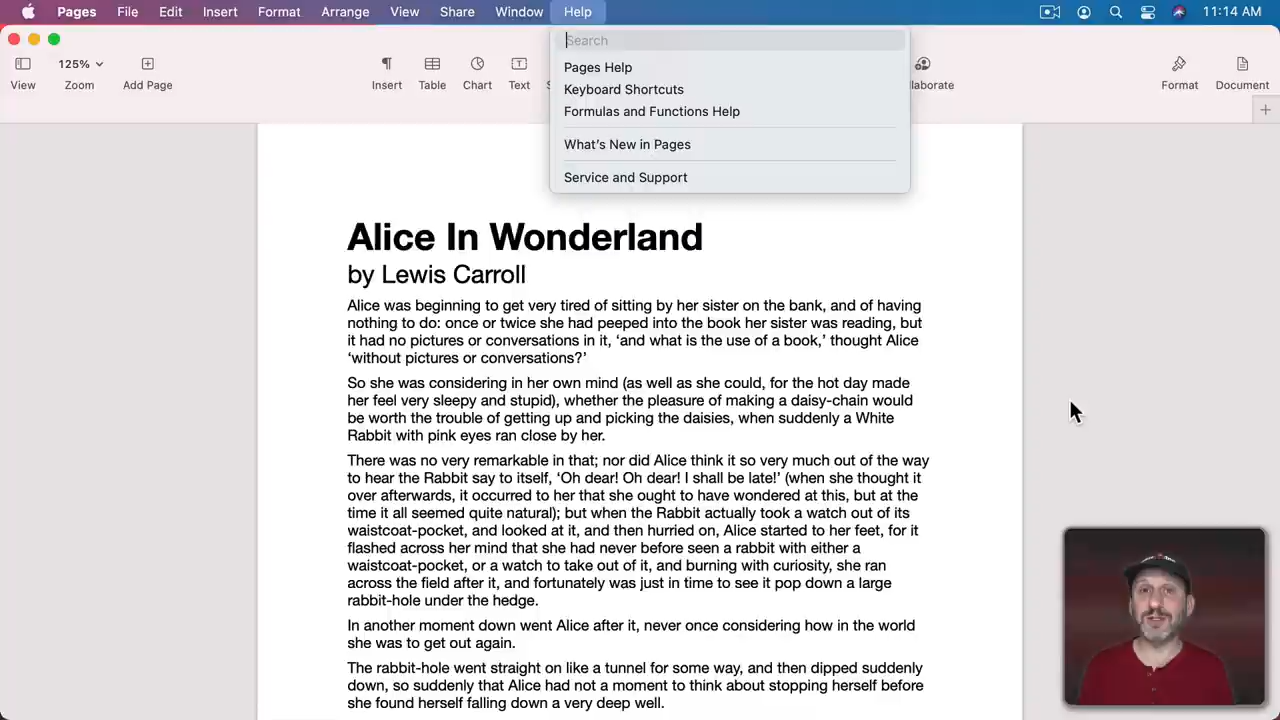 Pages File Edit Insert Format Arrange View Share Window Help 11:14 AM
Search
125%
View Zoom Add Page Insert Table Chart Text laborate Format Document
Pages Help
Keyboard Shortcuts
Formulas and Functions Help
What's New in Pages
Service and Support
Alice In Wonderland
by Lewis Carroll
Alice was beginning to get very tired of sitting by her sister on the bank, and of having
nothing to do: once or twice she had peeped into the book her sister was reading, but
it had no pictures or conversations in it, ‘and what is the use of a book,’ thought Alice
‘without pictures or conversations?’
So she was considering in her own mind (as well as she could, for the hot day made
her feel very sleepy and stupid), whether the pleasure of making a daisy-chain would
be worth the trouble of getting up and picking the daisies, when suddenly a White
Rabbit with pink eyes ran close by her.
There was no very remarkable in that; nor did Alice think it so very much out of the way
to hear the Rabbit say to itself, ‘Oh dear! Oh dear! I shall be late!’ (when she thought it
over afterwards, it occurred to her that she ought to have wondered at this, but at the
time it all seemed quite natural); but when the Rabbit actually took a watch out of its
waistcoat-pocket, and looked at it, and then hurried on, Alice started to her feet, for it
flashed across her mind that she had never before seen a rabbit with either a
waistcoat-pocket, or a watch to take out of it, and burning with curiosity, she ran
across the field after it, and fortunately was just in time to see it pop down a large
rabbit-hole under the hedge.
In another moment down went Alice after it, never once considering how in the world
she was to get out again.
The rabbit-hole went straight on like a tunnel for some way, and then dipped suddenly
down, so suddenly that Alice had not a moment to think about stopping herself before
she found herself falling down a very deep well.